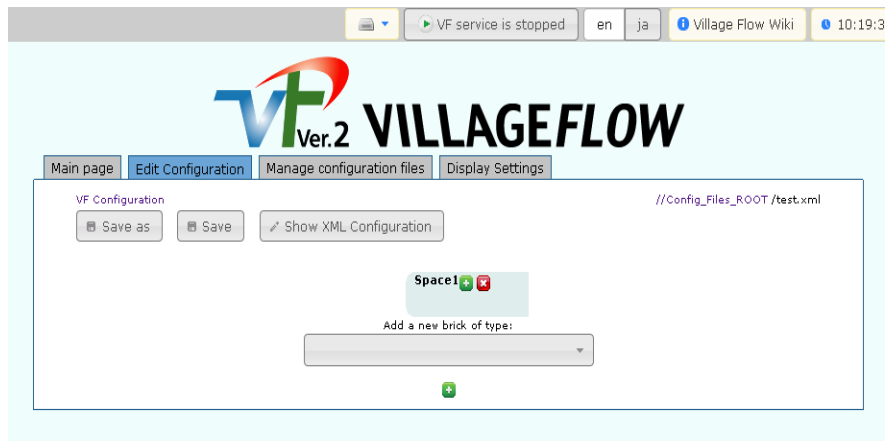 VF service is stopped en ja Village Flow Wiki 10:19:3
VF Ver.2 VILLAGEFLOW
Main page Edit Configuration Manage configuration files Display Settings
VF Configuration //Config_Files_ROOT /test.xml
Save as Save Show XML Configuration
Space1
Add a new brick of type: